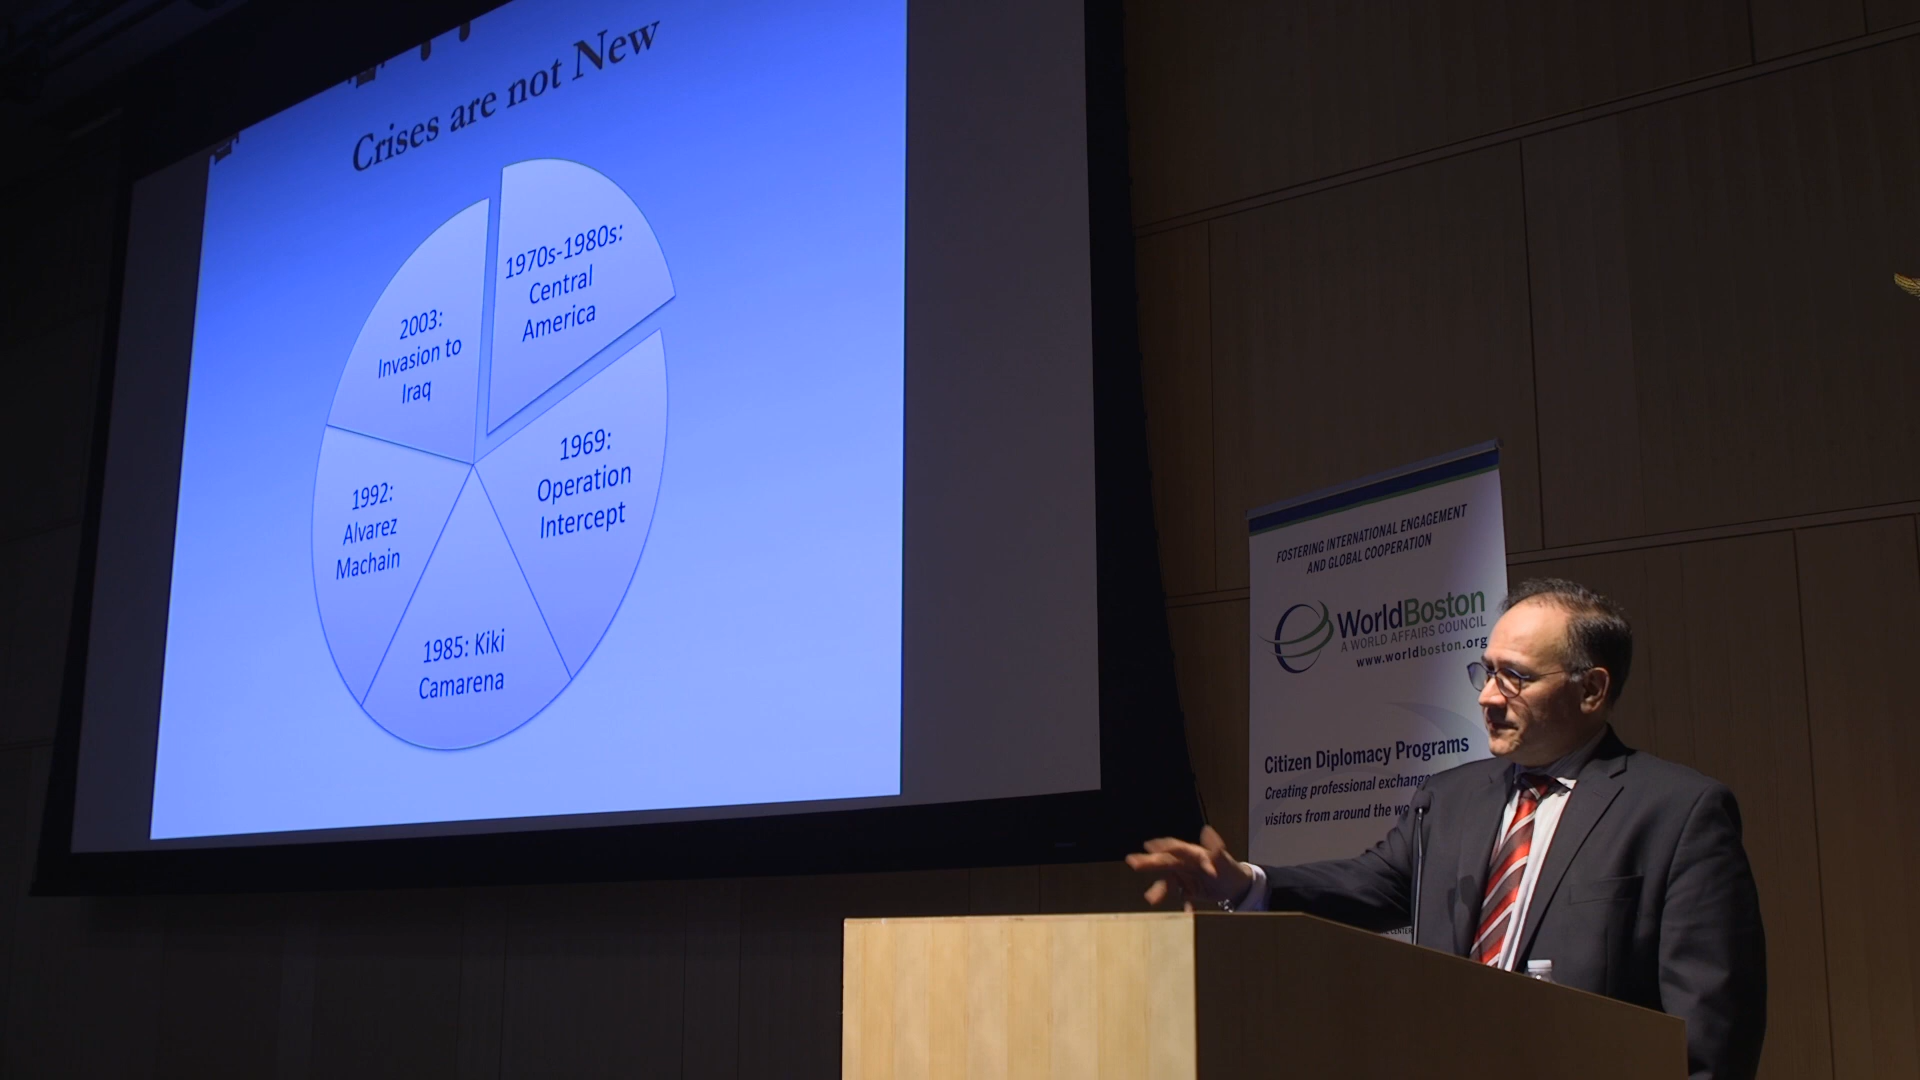 Crises are not New
1970s-1980s:
Central
America
2003:
Invasion to
Iraq
1969:
Operation
Intercept
1992:
Alvarez
Machain
1985: Kiki
Camarena
FOSTERING INTERNATIONAL ENGAGEMENT
AND GLOBAL COOPERATION
WorldBoston
A WORLD AFFAIRS COUNCIL
www.worldboston.org
Citizen Diplomacy Programs
Creating professional
visitors from around the